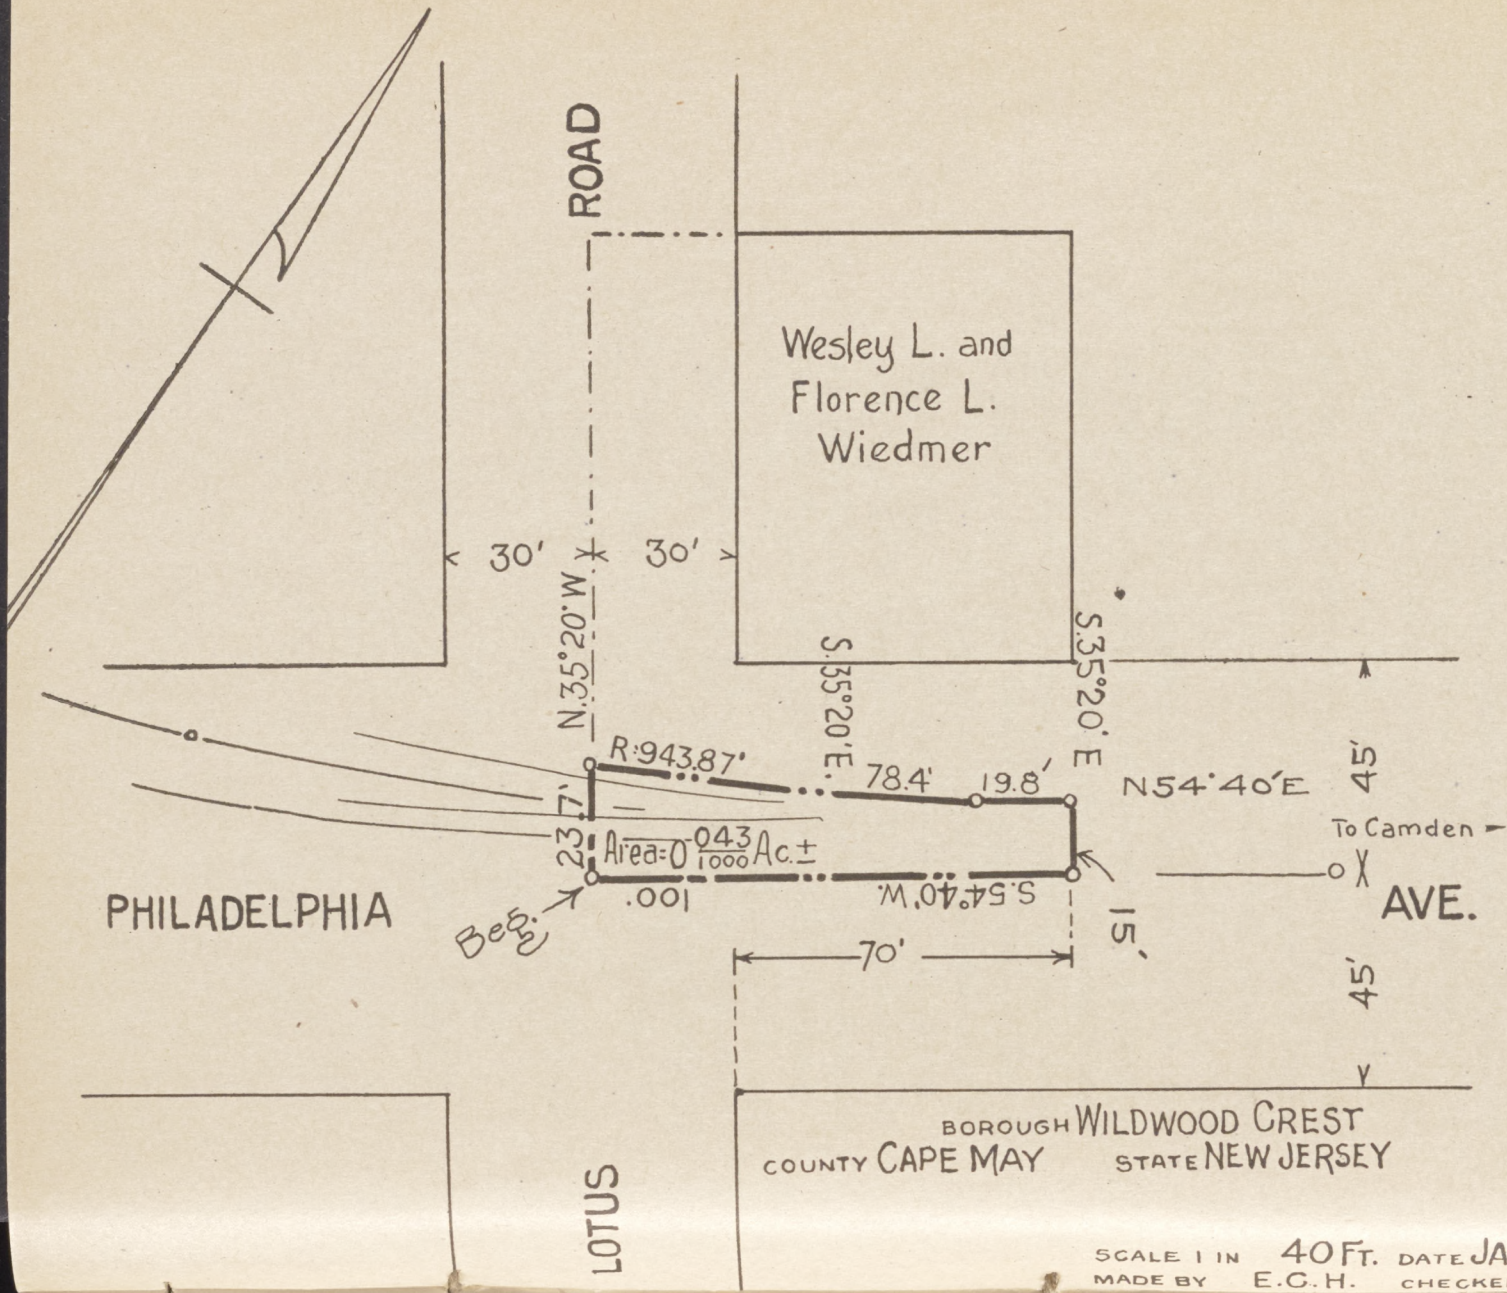 ROAD
Wesley L. and
Florence L.
Wiedmer
30' 30'
N.35°20'W
S.35°20'E.
S.35°20'E
R:943.87'
78.4'
19.8'
N54°40'E
45'
To Camden
23.7'
Area=0 043/1000 Ac.±
100'.
S.54°40'W.
Beg.
15'
PHILADELPHIA
AVE.
70'
45'
BOROUGH WILDWOOD CREST
COUNTY CAPE MAY STATE NEW JERSEY
LOTUS
SCALE 1 IN 40 FT. DATE JA
MADE BY E.G.H. CHECKE